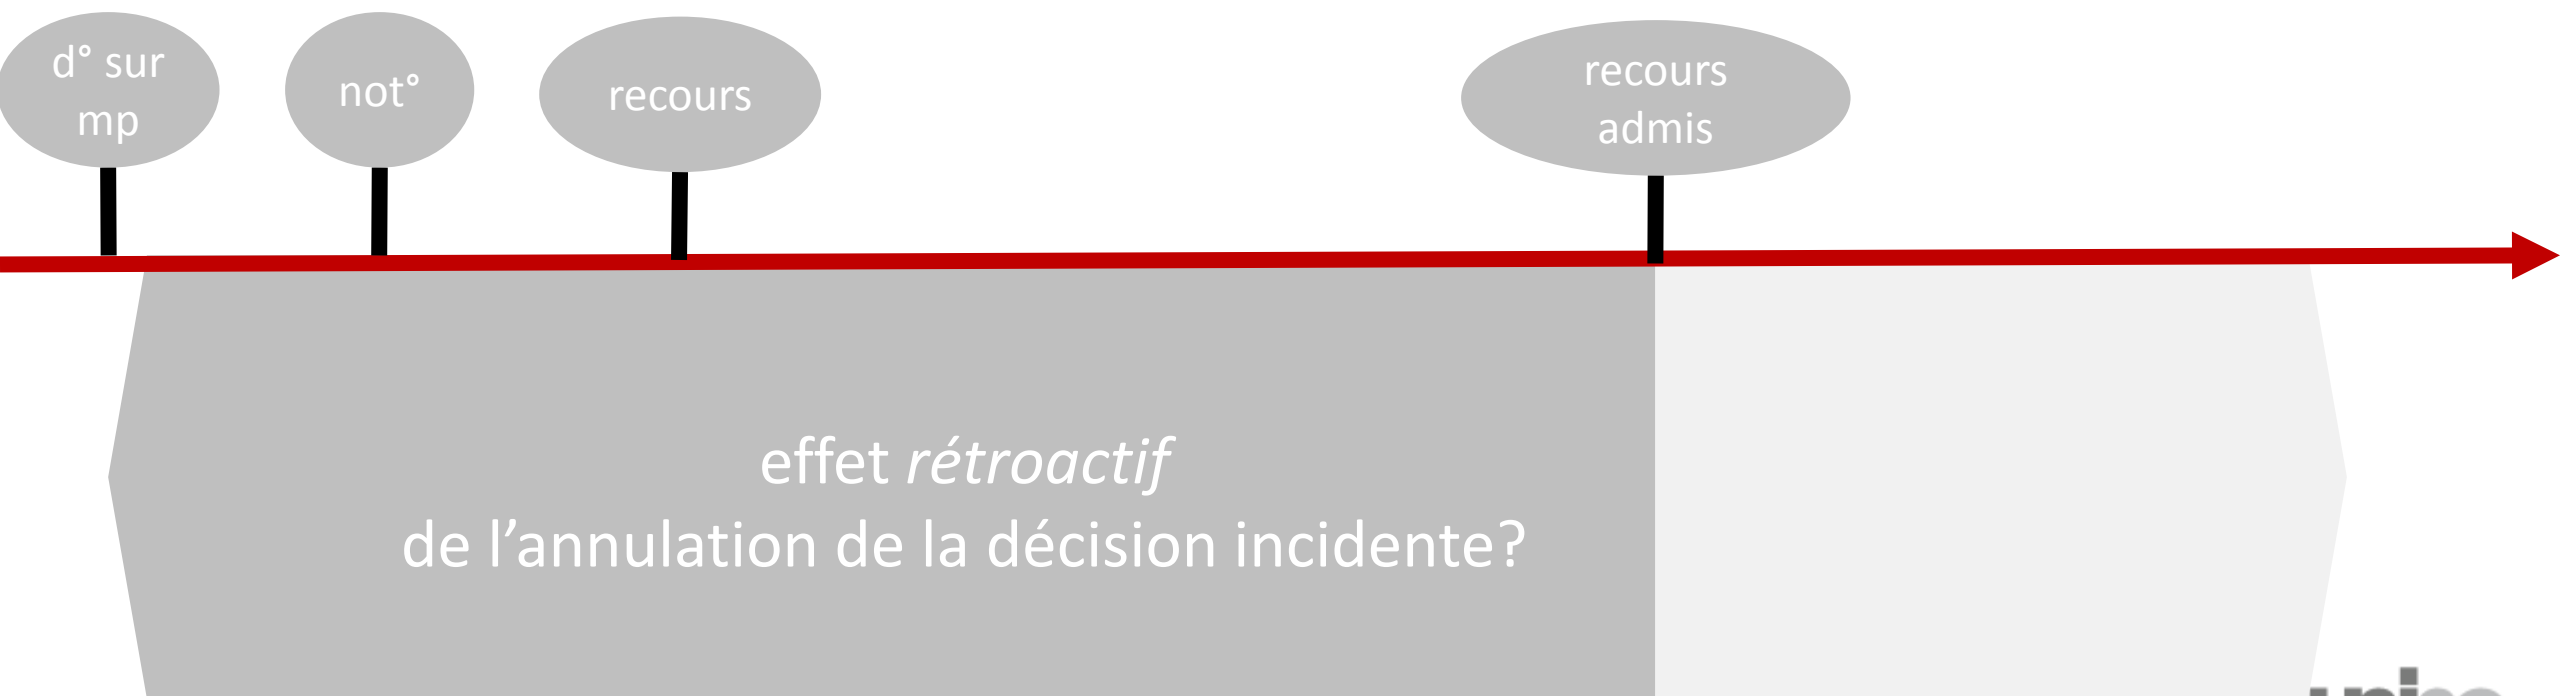 d° sur
mp
not°
recours
recours
admis
effet rétroactif
de l’annulation de la décision incidente?